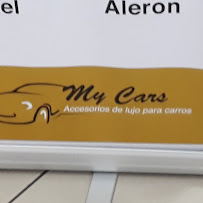 el Aleron
My Cars
Accesorios de lujo para carros